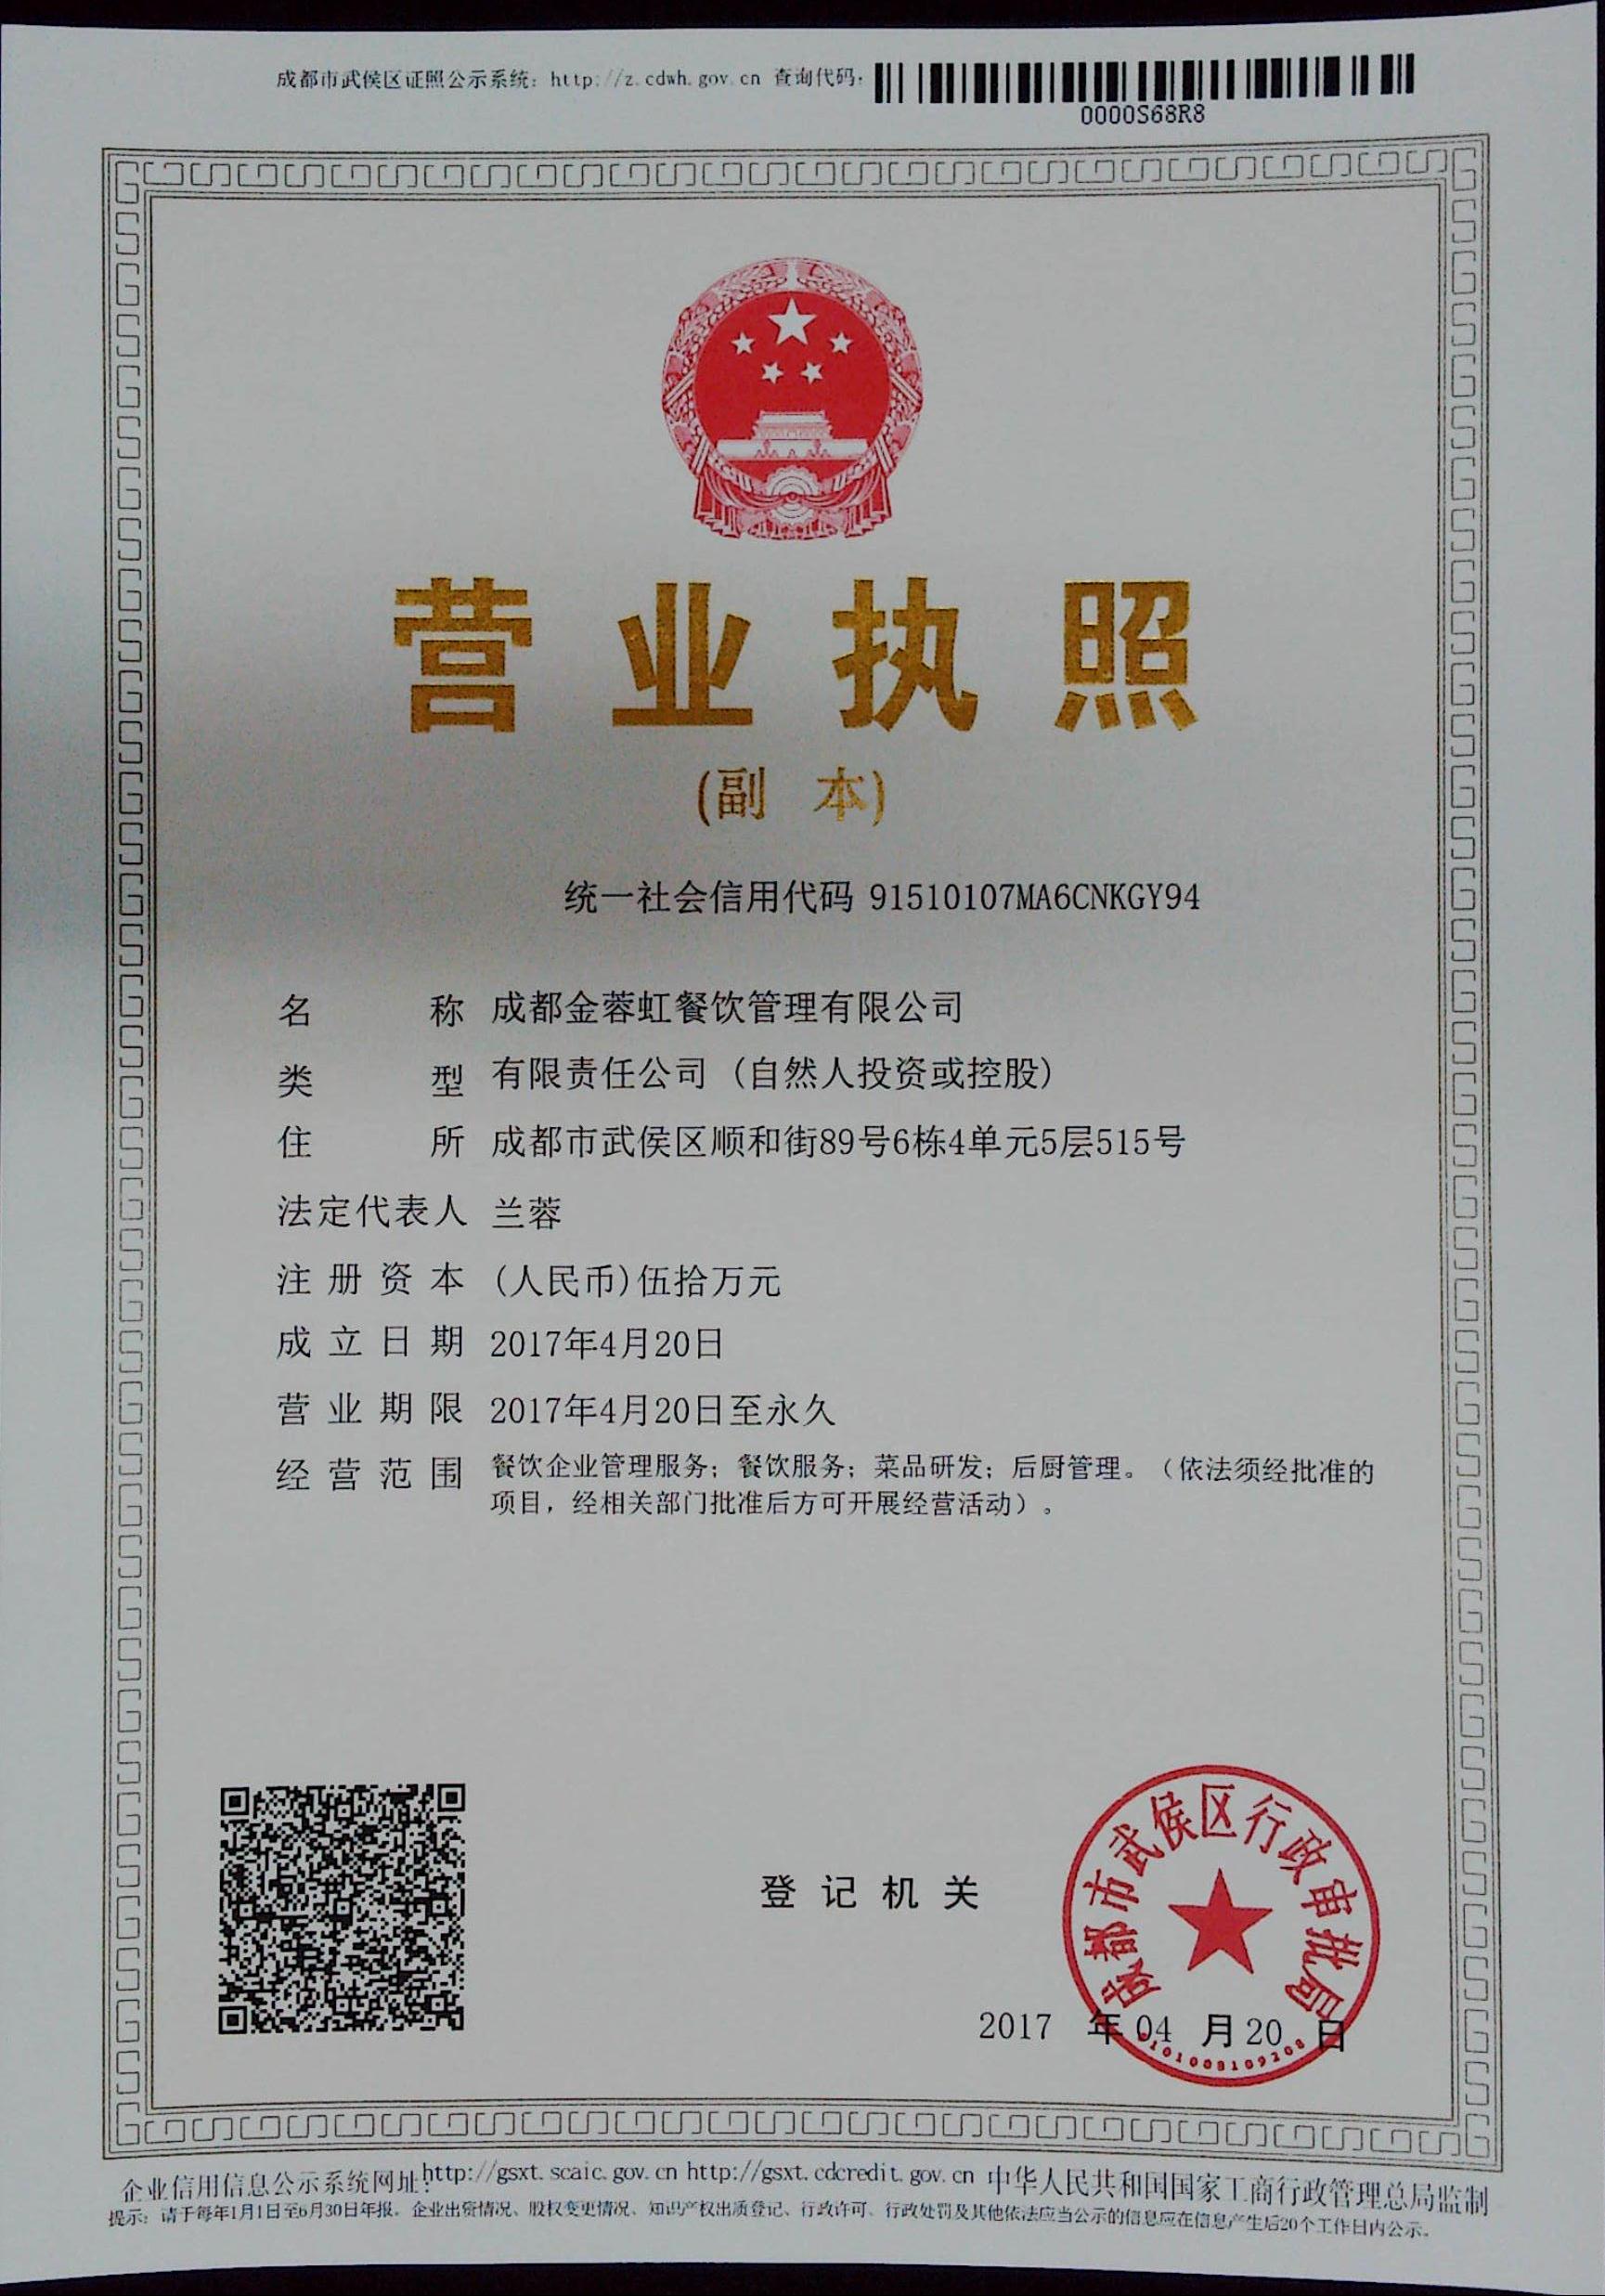 成都市武侯区证照公示系统：http://z.cdwh.gov.cn 查询代码：
0000S68R8
营业执照
(副 本)
统一社会信用代码 91510107MA6CNKGY94
名 称 成都金蓉虹餐饮管理有限公司
类 型 有限责任公司（自然人投资或控股）
住 所 成都市武侯区顺和街89号6栋4单元5层515号
法定代表人 兰蓉
注册资本 (人民币)伍拾万元
成立日期 2017年4月20日
营业期限 2017年4月20日至永久
经营范围 餐饮企业管理服务；餐饮服务；菜品研发；后厨管理。（依法须经批准的
项目，经相关部门批准后方可开展经营活动）。
成都市武侯区行政审批局
登记机关
2017 年 04 月 20 日
企业信用信息公示系统网址：http://gsxt.scaic.gov.cn http://gsxt.cdcredit.gov.cn 中华人民共和国国家工商行政管理总局监制
提示：请于每年1月1日至6月30日年报。企业出资情况、股权变更情况、知识产权出质登记、行政许可、行政处罚及其他依法应当公示的信息应在信息产生后20个工作日内公示。